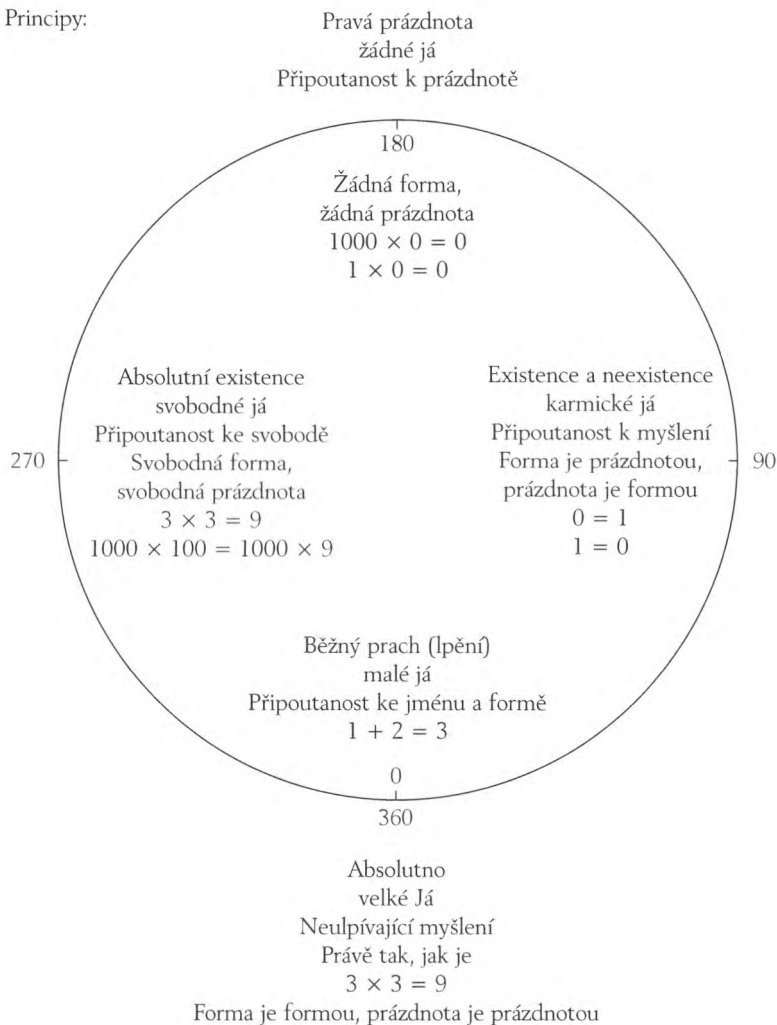 Principy:
Pravá prázdnota
žádné já
Připoutanost k prázdnotě
180
Žádná forma,
žádná prázdnota
1000 × 0 = 0
1 × 0 = 0
Absolutní existence
svobodné já
Připoutanost ke svobodě
Svobodná forma,
svobodná prázdnota
3 × 3 = 9
1000 × 100 = 1000 × 9
270
Existence a neexistence
karmické já
Připoutanost k myšlení
Forma je prázdnotou,
prázdnota je formou
0 = 1
1 = 0
90
Běžný prach (lpění)
malé já
Připoutanost ke jménu a formě
1 + 2 = 3
0
360
Absolutno
velké Já
Neulpívající myšlení
Právě tak, jak je
3 × 3 = 9
Forma je formou, prázdnota je prázdnotou